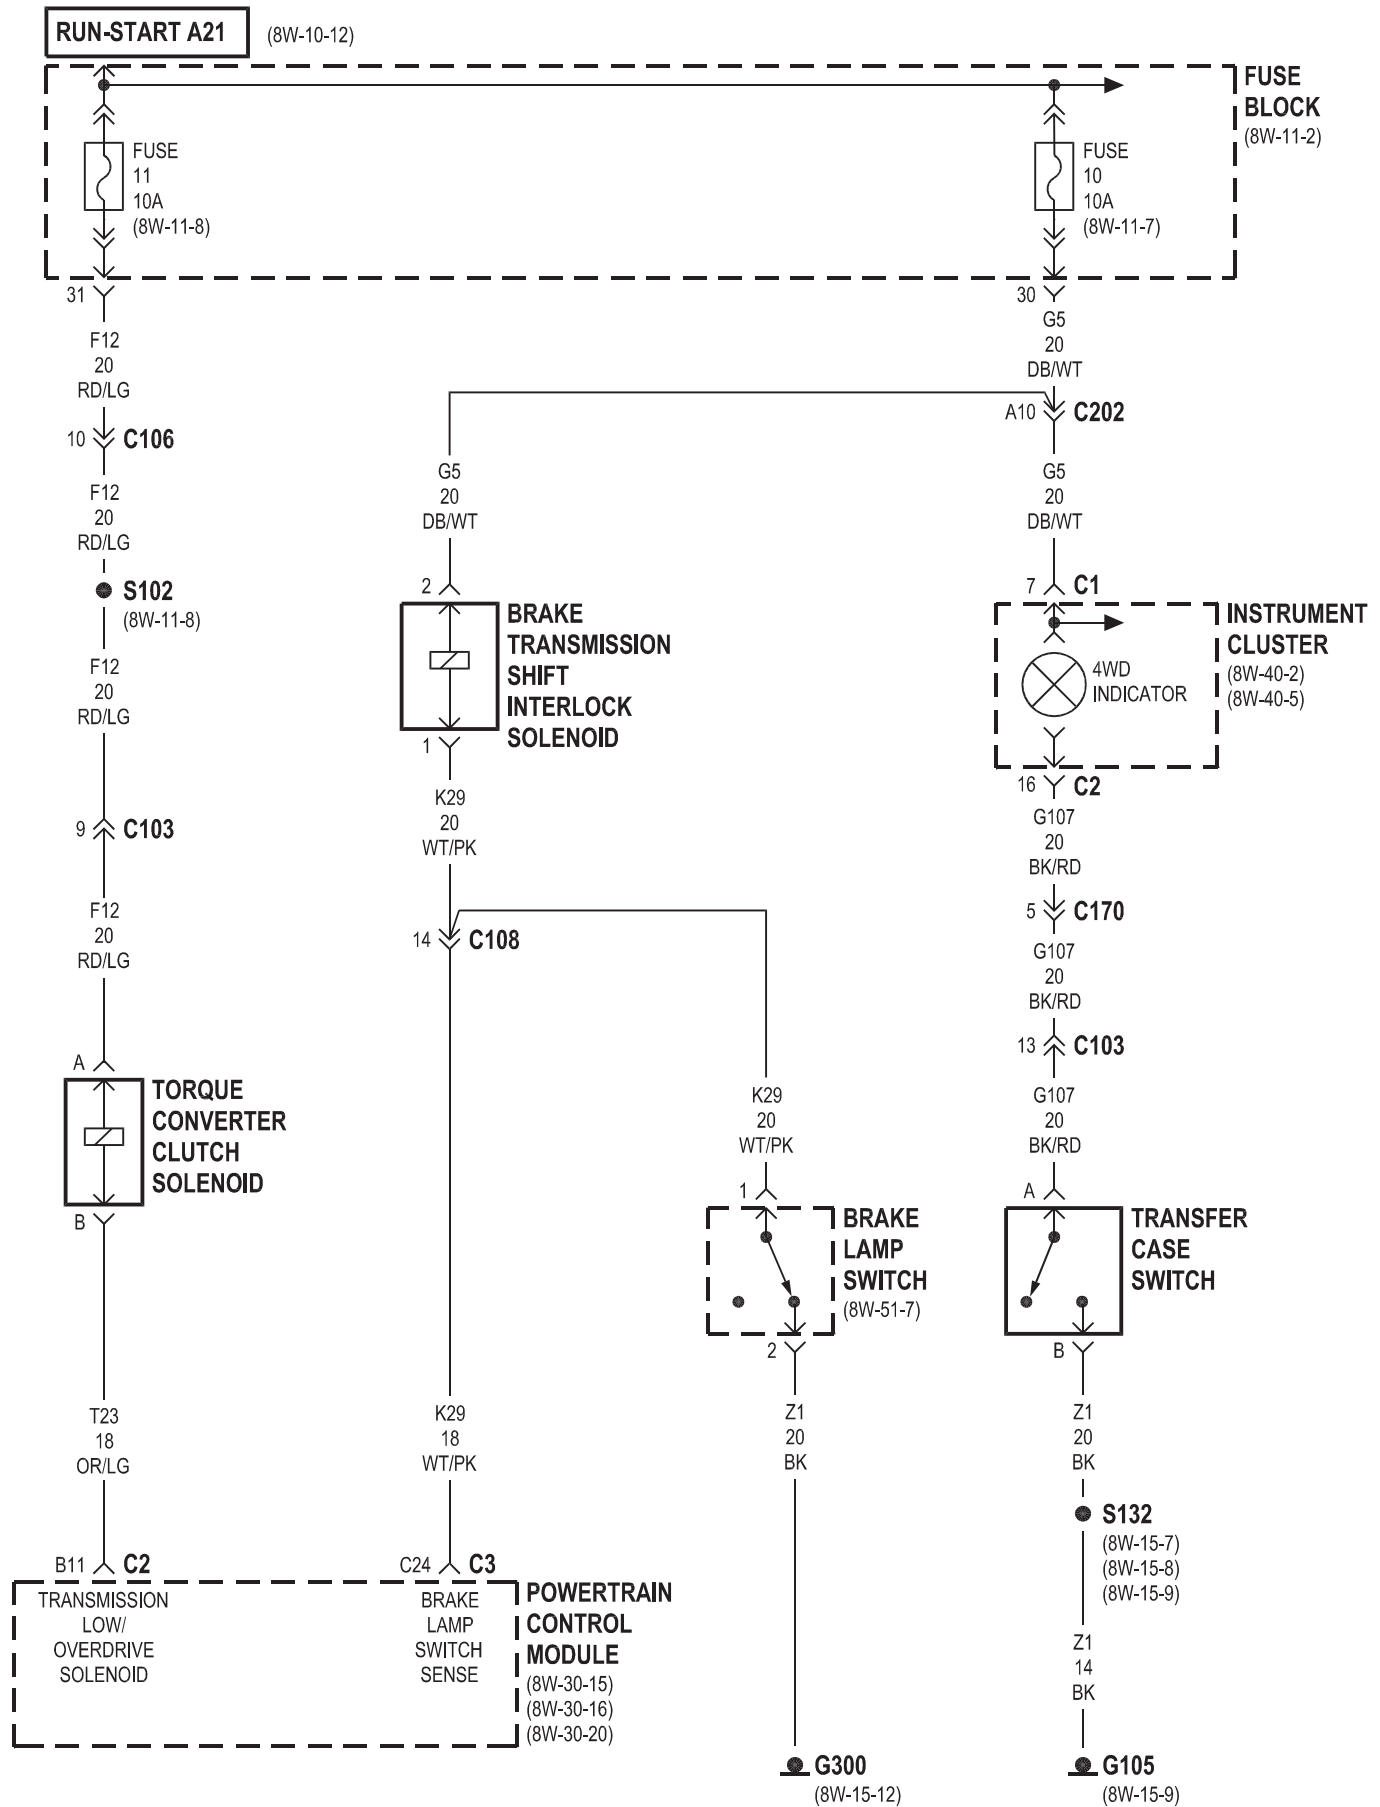 RUN-START A21
(8W-10-12)
FUSE
BLOCK
(8W-11-2)
FUSE
11
10A
(8W-11-8)
FUSE
10
10A
(8W-11-7)
31
F12
20
RD/LG
10
C106
F12
20
RD/LG
S102
(8W-11-8)
F12
20
RD/LG
9
C103
F12
20
RD/LG
A
TORQUE
CONVERTER
CLUTCH
SOLENOID
B
T23
18
OR/LG
B11
C2
TRANSMISSION
LOW/
OVERDRIVE
SOLENOID
G5
20
DB/WT
2
BRAKE
TRANSMISSION
SHIFT
INTERLOCK
SOLENOID
1
K29
20
WT/PK
14
C108
K29
18
WT/PK
C24
C3
BRAKE
LAMP
SWITCH
SENSE
POWERTRAIN
CONTROL
MODULE
(8W-30-15)
(8W-30-16)
(8W-30-20)
K29
20
WT/PK
1
BRAKE
LAMP
SWITCH
(8W-51-7)
2
Z1
20
BK
G300
(8W-15-12)
30
G5
20
DB/WT
A10
C202
G5
20
DB/WT
7
C1
INSTRUMENT
CLUSTER
(8W-40-2)
(8W-40-5)
4WD
INDICATOR
16
C2
G107
20
BK/RD
5
C170
G107
20
BK/RD
13
C103
G107
20
BK/RD
A
TRANSFER
CASE
SWITCH
B
Z1
20
BK
S132
(8W-15-7)
(8W-15-8)
(8W-15-9)
Z1
14
BK
G105
(8W-15-9)